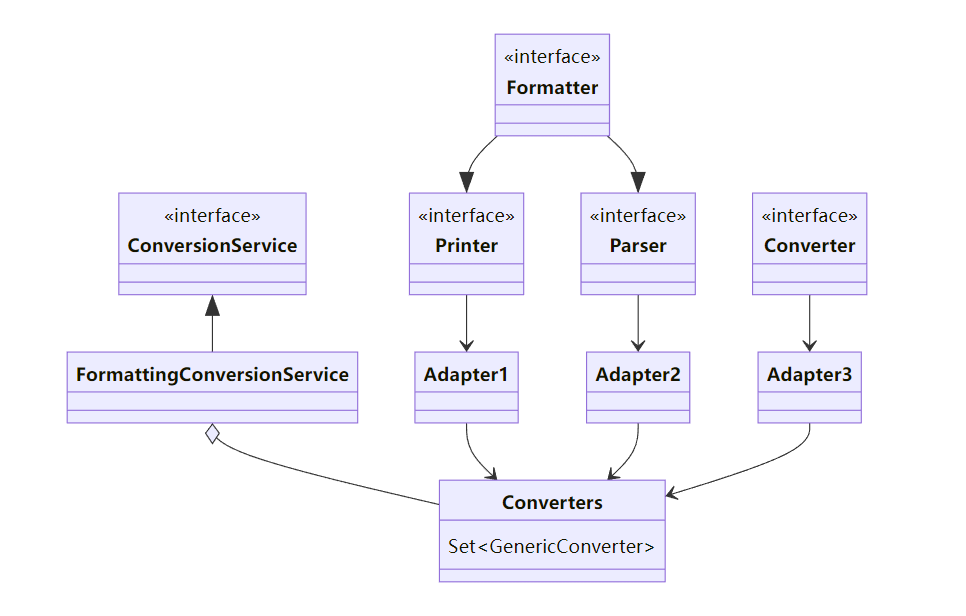 «interface»
Formatter
«interface»
ConversionService
«interface»
Printer
«interface»
Parser
«interface»
Converter
FormattingConversionService
Adapter1
Adapter2
Adapter3
Converters
Set<GenericConverter>